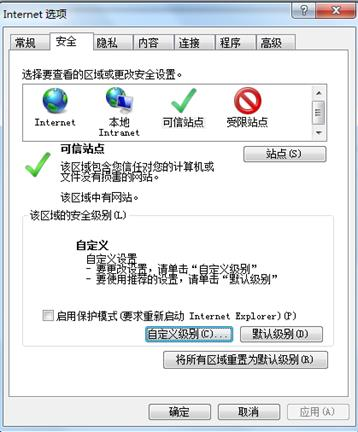 Internet 选项
常规 安全 隐私 内容 连接 程序 高级
选择要查看的区域或更改安全设置。
Internet 本地 Intranet 可信站点 受限站点
可信站点
站点(S)
该区域包含您信任对您的计算机或
文件没有损害的网站。
该区域中有网站。
该区域的安全级别(L)
自定义
自定义设置
- 要更改设置，请单击“自定义级别”
- 要使用推荐的设置，请单击“默认级别”
启用保护模式(要求重新启动 Internet Explorer)(P)
自定义级别(C)... 默认级别(D)
将所有区域重置为默认级别(R)
确定 取消 应用(A)